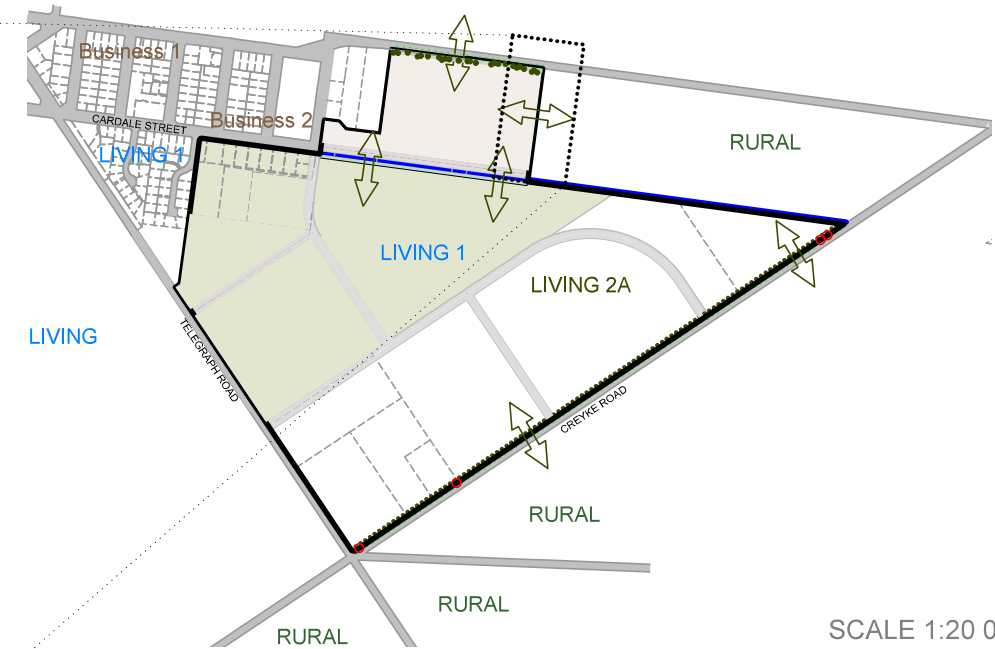 Business 1
Business 2
CARDALE STREET
LIVING 1
RURAL
LIVING 1
LIVING 2A
LIVING
TELEGRAPH ROAD
CREYKE ROAD
RURAL
RURAL
RURAL
SCALE 1:20 0